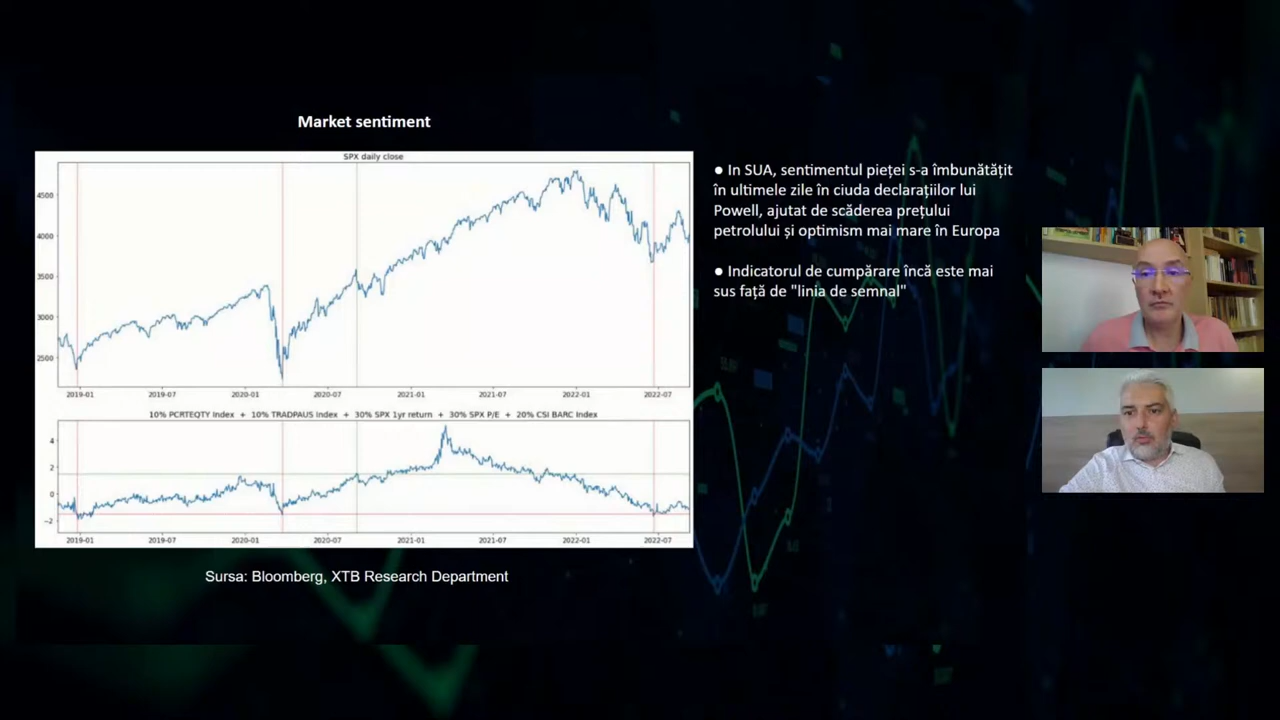 Market sentiment
SPX daily close
4500
4000
3500
3000
2500
2019-01 2019-07 2020-01 2020-07 2021-01 2021-07 2022-01 2022-07
10% PCRTEQTY Index + 10% TRADPAUS Index + 30% SPX 1yr return + 30% SPX P/E + 20% CSI BARC Index
4
2
0
−2
2019-01 2019-07 2020-01 2020-07 2021-01 2021-07 2022-01 2022-07
Sursa: Bloomberg, XTB Research Department
● In SUA, sentimentul pieței s-a îmbunătățit
în ultimele zile în ciuda declarațiilor lui
Powell, ajutat de scăderea prețului
petrolului și optimism mai mare în Europa
● Indicatorul de cumpărare încă este mai
sus față de "linia de semnal"